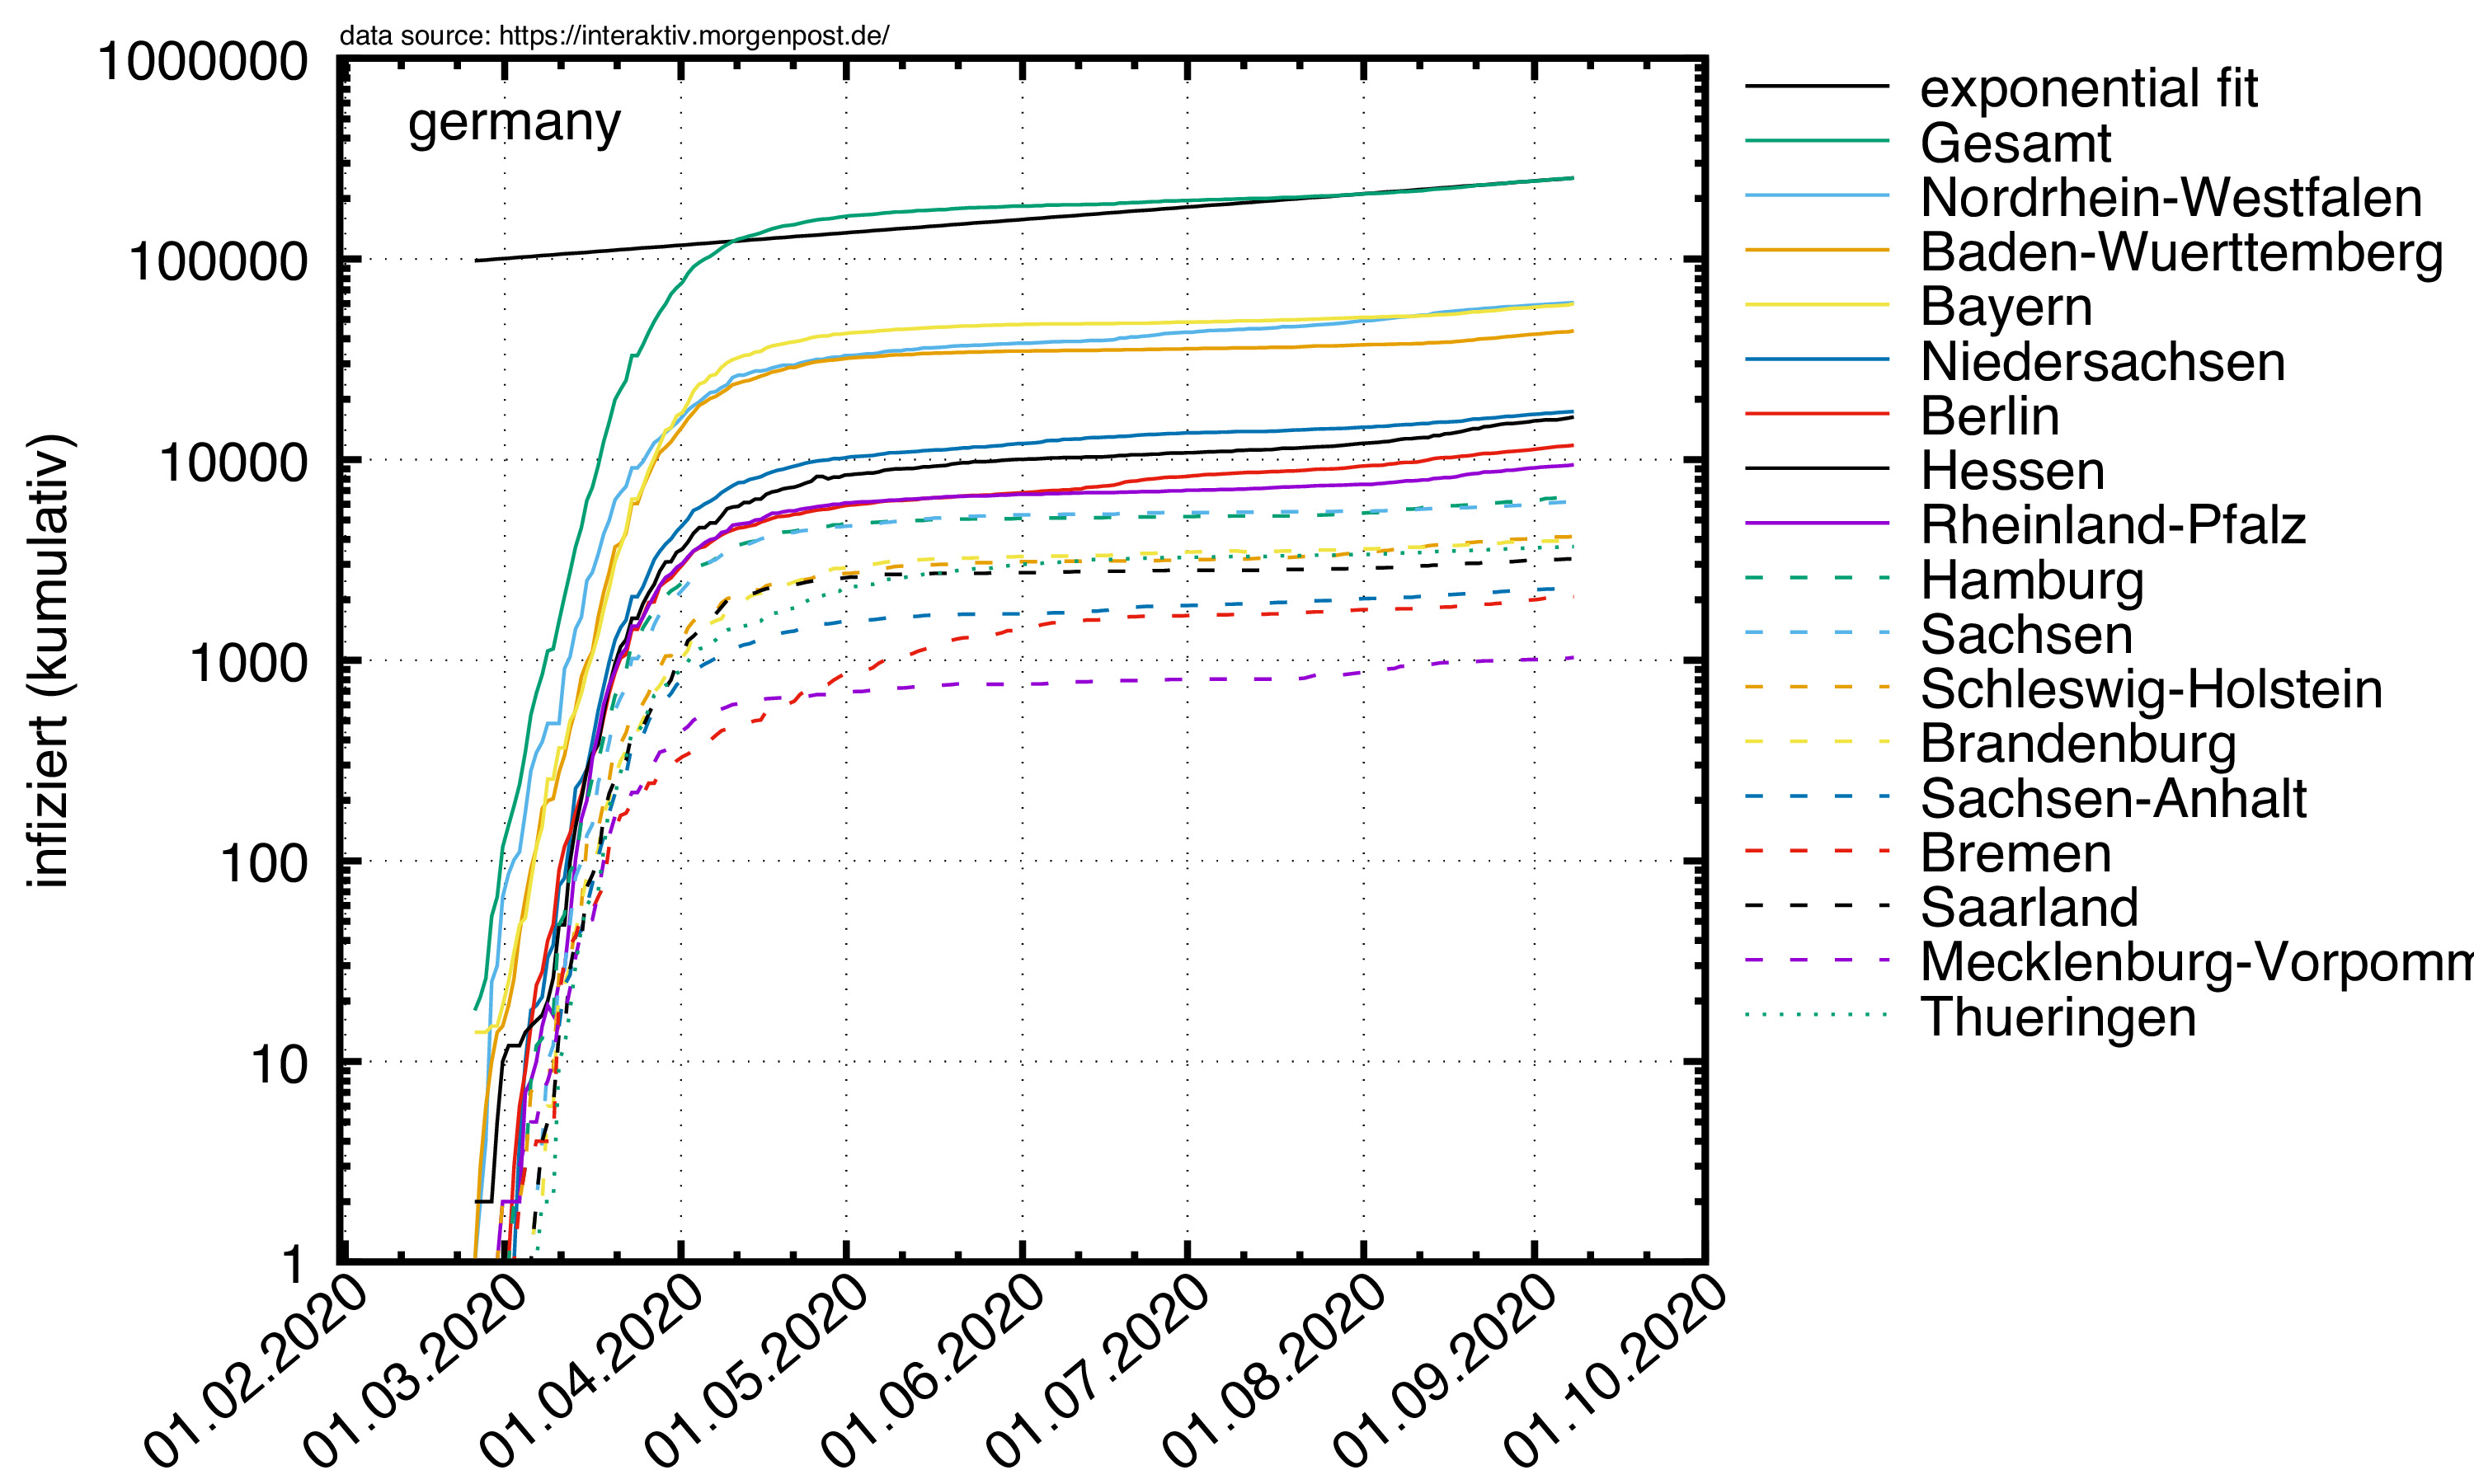 data source: https://interaktiv.morgenpost.de/
germany
infiziert (kumulativ)
1000000
100000
10000
1000
100
10
1
01.02.2020
01.03.2020
01.04.2020
01.05.2020
01.06.2020
01.07.2020
01.08.2020
01.09.2020
01.10.2020
exponential fit
Gesamt
Nordrhein-Westfalen
Baden-Wuerttemberg
Bayern
Niedersachsen
Berlin
Hessen
Rheinland-Pfalz
Hamburg
Sachsen
Schleswig-Holstein
Brandenburg
Sachsen-Anhalt
Bremen
Saarland
Mecklenburg-Vorpomm
Thueringen